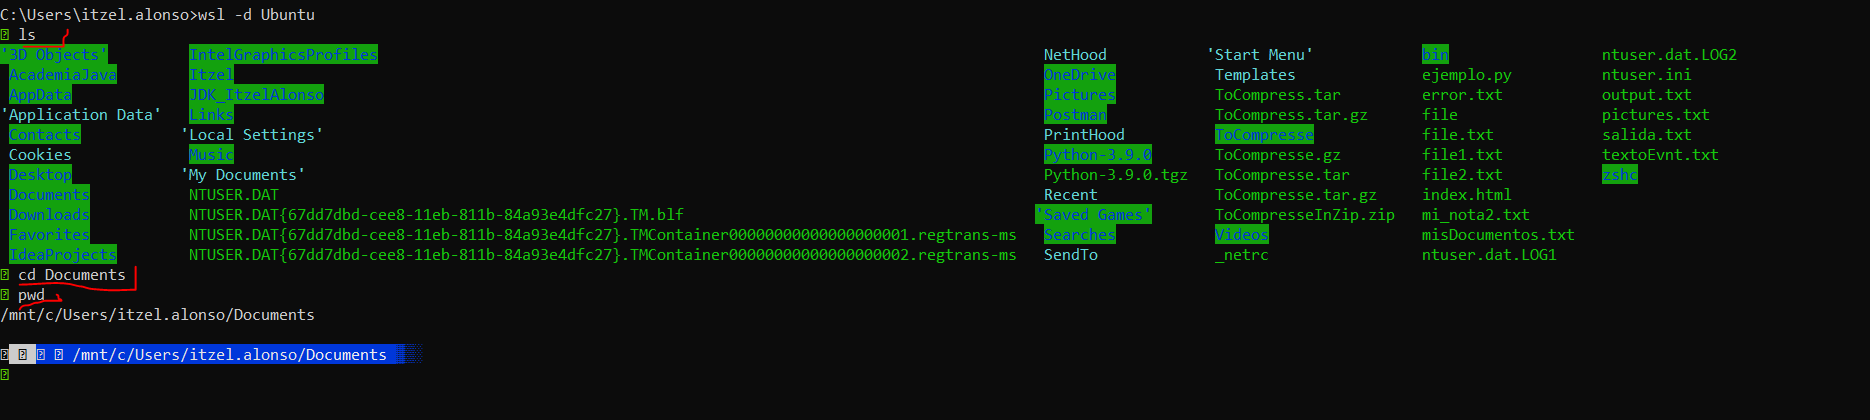 C:\Users\itzel.alonso>wsl -d Ubuntu
ls
'3D Objects' IntelGraphicsProfiles NetHood 'Start Menu' bin ntuser.dat.LOG2
AcademiaJava Itzel OneDrive Templates ejemplo.py ntuser.ini
AppData JDK_ItzelAlonso Pictures ToCompress.tar error.txt output.txt
'Application Data' Links Postman ToCompress.tar.gz file pictures.txt
Contacts 'Local Settings' PrintHood ToCompresse file.txt salida.txt
Cookies Music Python-3.9.0 ToCompresse.gz file1.txt textoEvnt.txt
Desktop 'My Documents' Python-3.9.0.tgz ToCompresse.tar file2.txt zshc
Documents NTUSER.DAT Recent ToCompresse.tar.gz index.html
Downloads NTUSER.DAT{67dd7dbd-cee8-11eb-811b-84a93e4dfc27}.TM.blf 'Saved Games' ToCompresseInZip.zip mi_nota2.txt
Favorites NTUSER.DAT{67dd7dbd-cee8-11eb-811b-84a93e4dfc27}.TMContainer00000000000000000001.regtrans-ms Searches Videos misDocumentos.txt
IdeaProjects NTUSER.DAT{67dd7dbd-cee8-11eb-811b-84a93e4dfc27}.TMContainer00000000000000000002.regtrans-ms SendTo _netrc ntuser.dat.LOG1
cd Documents
pwd
/mnt/c/Users/itzel.alonso/Documents
/mnt/c/Users/itzel.alonso/Documents